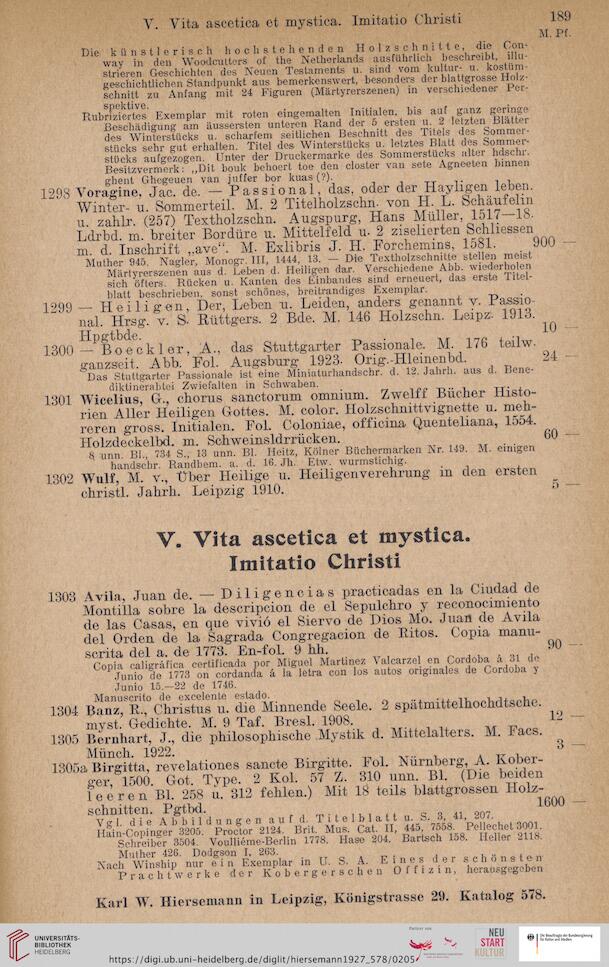 V. Vita ascetica et mystica. Imitatio Christi 189
M. Pf.
Die künstlerisch hochstehenden Holzschnitte, die Con-
way in den Woodcutters of the Netherlands ausführlich beschreibt, illu-
strieren Geschichten des Neuen Testaments u. sind vom kultur- u. kostüm-
geschichtlichen Standpunkt aus bemerkenswert, besonders der blattgrosse Holz-
schnitt zu Anfang mit 24 Figuren (Märtyrerszenen) in verschiedener Per-
spektive.
Rubriziertes Exemplar mit roten eingemalten Initialen, bis auf ganz geringe
Beschädigung am äussersten unteren Rand der 5 ersten u. 2 letzten Blätter
des Winterstücks u. scharfem seitlichen Beschnitt des Titels des Sommer-
stücks sehr gut erhalten. Titel des Winterstücks u. letztes Blatt des Sommer-
stücks aufgezogen. Unter der Druckermarke des Sommerstücks alter hdschr.
Besitzvermerk: „Dit bouk behoert toe den closter van sete Agneeten binnen
ghent Ghegeuen van juffer bor kuas (?).
1298 Voragine, Jac. de. — Passional, das, oder der Hayligen leben.
Winter- u. Sommerteil. M. 2 Titelholzschn. von H. L. Schäufelin
u. zahlr. (257) Textholzschn. Augspurg, Hans Müller, 1517—18.
Ldrbd. m. breiter Bordüre u. Mittelfeld u. 2 ziselierten Schliessen
m. d. Inschrift „ave“. M. Exlibris J. H. Forchemins, 1581. 900 —
Muther 945. Nagler, Monogr. III, 1444, 13. — Die Textholzschnitte stellen meist
Märtyrerszenen aus d. Leben d. Heiligen dar. Verschiedene Abb. wiederholen
sich öfters. Rücken u. Kanten des Einbandes sind erneuert, das erste Titel-
blatt beschrieben, sonst schönes, breitrandiges Exemplar.
1299 — Heiligen, Der, Leben u. Leiden, anders genannt v. Passio-
nal. Hrsg. v. S. Rüttgers. 2 Bde. M. 146 Holzschn. Leipz. 1913.
Hpgtbde. 10 —
1300 — Boeckler, A., das Stuttgarter Passionale. M. 176 teilw.
ganzseit. Abb. Fol. Augsburg 1923. Orig.-Hleinenbd. 24 —
Das Stuttgarter Passionale ist eine Miniaturhandschr. d. 12. Jahrh. aus d. Bene-
diktinerabtei Zwiefalten in Schwaben.
1301 Wicelius, G., chorus sanctorum omnium. Zwelff Bücher Histo-
rien Aller Heiligen Gottes. M. color. Holzschnittvignette u. meh-
reren gross. Initialen. Fol. Coloniae, officina Quenteliana, 1554.
Holzdeckelbd. m. Schweinsldrrücken. 60 —
8 unn. Bl., 734 S., 13 unn. Bl. Heitz, Kölner Büchermarken Nr. 149. M. einigen
handschr. Randbem. a. d. 16. Jh. Etw. wurmstichig.
1302 Wulf, M. v., Über Heilige u. Heiligenverehrung in den ersten
christl. Jahrh. Leipzig 1910. 5 —
V. Vita ascetica et mystica.
Imitatio Christi
1303 Avila, Juan de. — Diligencias practicadas en la Ciudad de
Montilla sobre la descripcion de el Sepulchro y reconocimiento
de las Casas, en que vivió el Siervo de Dios Mo. Juan de Avila
del Orden de la Sagrada Congregacion de Ritos. Copia manu-
scrita del a. de 1773. En-fol. 9 hh. 90 —
Copia caligráfica certificada por Miguel Martinez Valcarzel en Cordoba á 31 de
Junio de 1773 on cordanda á la letra con los autos originales de Cordoba y
Junio 15.—22 de 1746.
Manuscrito de excelente estado.
1304 Banz, R., Christus u. die Minnende Seele. 2 spätmittelhochdtsche.
myst. Gedichte. M. 9 Taf. Bresl. 1908. 12 —
1305 Bernhart, J., die philosophische Mystik d. Mittelalters. M. Facs.
Münch. 1922. 3 —
1305a Birgitta, revelationes sancte Birgitte. Fol. Nürnberg, A. Kober-
ger, 1500. Got. Type. 2 Kol. 57 Z. 310 unn. Bl. (Die beiden
leeren Bl. 258 u. 312 fehlen.) Mit 18 teils blattgrossen Holz-
schnitten. Pgtbd. 1600 —
Vgl. die Abbildungen auf d. Titelblatt u. S. 3, 41, 207.
Hain-Copinger 3205. Proctor 2124. Brit. Mus. Cat. II, 445, 7558. Pellechet 3001.
Schreiber 3504. Voulliéme-Berlin 1778. Hase 204. Bartsch 158. Heller 2118.
Muther 426. Dodgson I, 263.
Nach Winship nur ein Exemplar in U. S. A. Eines der schönsten
Prachtwerke der Kobergerschen Offizin, herausgegeben
Karl W. Hiersemann in Leipzig, Königstrasse 29. Katalog 578.
UNIVERSITÄTS-
BIBLIOTHEK
HEIDELBERG
https://digi.ub.uni-heidelberg.de/diglit/hiersemann1927_578/0205
Partner von
NEU
START
KULTUR
Die Beauftragte der Bundesregierung
für Kultur und Medien